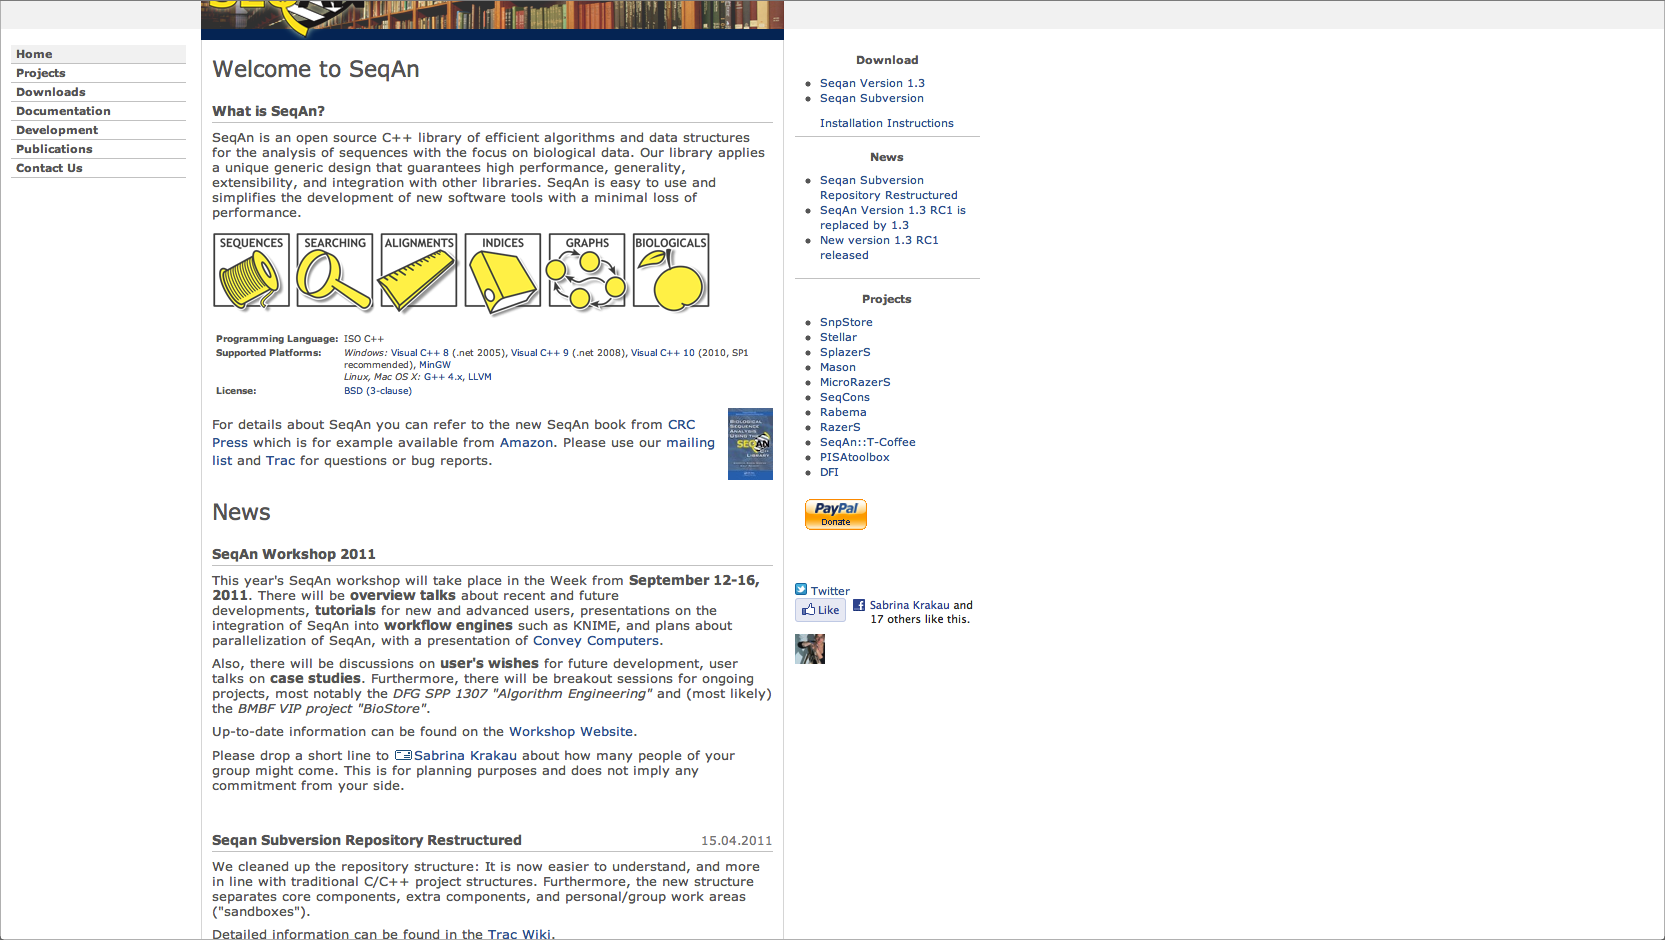 SEQAN
Home
Projects
Downloads
Documentation
Development
Publications
Contact Us
Welcome to SeqAn
What is SeqAn?
SeqAn is an open source C++ library of efficient algorithms and data structures
for the analysis of sequences with the focus on biological data. Our library applies
a unique generic design that guarantees high performance, generality,
extensibility, and integration with other libraries. SeqAn is easy to use and
simplifies the development of new software tools with a minimal loss of
performance.
SEQUENCES SEARCHING ALIGNMENTS INDICES GRAPHS BIOLOGICALS
Programming Language: ISO C++
Supported Platforms: Windows: Visual C++ 8 (.net 2005), Visual C++ 9 (.net 2008), Visual C++ 10 (2010, SP1
recommended), MinGW
Linux, Mac OS X: G++ 4.x, LLVM
License: BSD (3-clause)
For details about SeqAn you can refer to the new SeqAn book from CRC
Press which is for example available from Amazon. Please use our mailing
list and Trac for questions or bug reports.
BIOLOGICAL
SEQUENCE
ANALYSIS
USING THE
SEQAN
LIBRARY
News
SeqAn Workshop 2011
This year's SeqAn workshop will take place in the Week from September 12-16,
2011. There will be overview talks about recent and future
developments, tutorials for new and advanced users, presentations on the
integration of SeqAn into workflow engines such as KNIME, and plans about
parallelization of SeqAn, with a presentation of Convey Computers.
Also, there will be discussions on user's wishes for future development, user
talks on case studies. Furthermore, there will be breakout sessions for ongoing
projects, most notably the DFG SPP 1307 "Algorithm Engineering" and (most likely)
the BMBF VIP project "BioStore".
Up-to-date information can be found on the Workshop Website.
Please drop a short line to Sabrina Krakau about how many people of your
group might come. This is for planning purposes and does not imply any
commitment from your side.
Seqan Subversion Repository Restructured 15.04.2011
We cleaned up the repository structure: It is now easier to understand, and more
in line with traditional C/C++ project structures. Furthermore, the new structure
separates core components, extra components, and personal/group work areas
("sandboxes").
Detailed information can be found in the Trac Wiki.
Download
Seqan Version 1.3
Seqan Subversion
Installation Instructions
News
Seqan Subversion
Repository Restructured
SeqAn Version 1.3 RC1 is
replaced by 1.3
New version 1.3 RC1
released
Projects
SnpStore
Stellar
SplazerS
Mason
MicroRazerS
SeqCons
Rabema
RazerS
SeqAn::T-Coffee
PISAtoolbox
DFI
PayPal
Donate
Twitter
Like
Sabrina Krakau and
17 others like this.